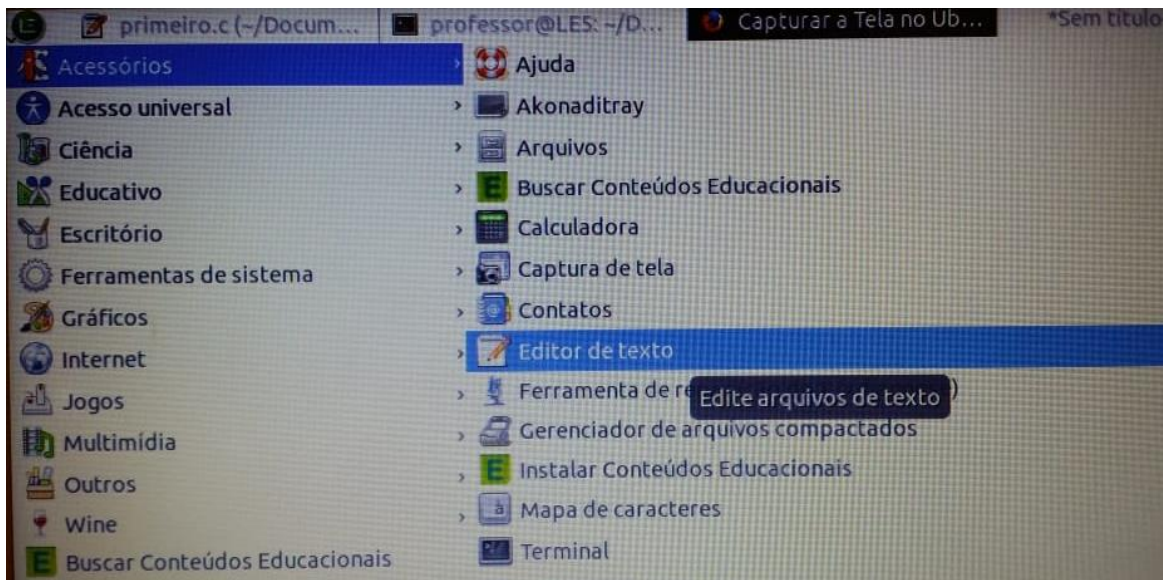 primeiro.c (~/Docum...
professor@LE5: ~/D...
Capturar a Tela no Ub...
*Sem título
Acessórios
Acesso universal
Ciência
Educativo
Escritório
Ferramentas de sistema
Gráficos
Internet
Jogos
Multimídia
Outros
Wine
Buscar Conteúdos Educacionais
Ajuda
Akonaditray
Arquivos
Buscar Conteúdos Educacionais
Calculadora
Captura de tela
Contatos
Editor de texto
Ferramenta de re
Edite arquivos de texto
Gerenciador de arquivos compactados
Instalar Conteúdos Educacionais
Mapa de caracteres
Terminal